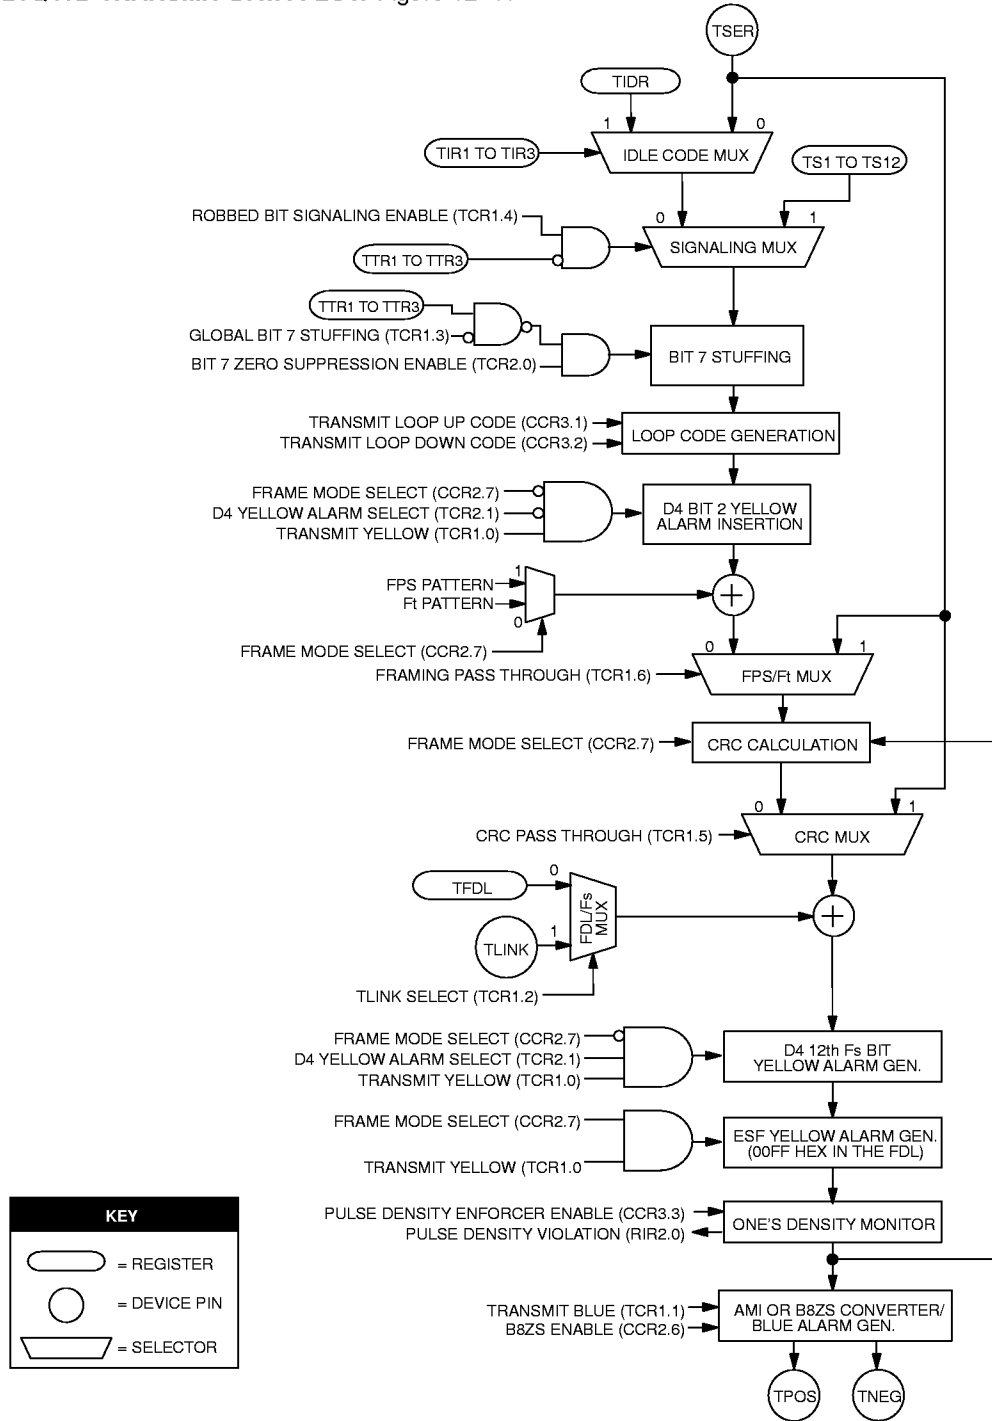 TSER
TIDR
1
0
TIR1 TO TIR3
IDLE CODE MUX
TS1 TO TS12
ROBBED BIT SIGNALING ENABLE (TCR1.4)
0
1
SIGNALING MUX
TTR1 TO TTR3
TTR1 TO TTR3
GLOBAL BIT 7 STUFFING (TCR1.3)
BIT 7 ZERO SUPPRESSION ENABLE (TCR2.0)
BIT 7 STUFFING
TRANSMIT LOOP UP CODE (CCR3.1)
TRANSMIT LOOP DOWN CODE (CCR3.2)
LOOP CODE GENERATION
FRAME MODE SELECT (CCR2.7)
D4 YELLOW ALARM SELECT (TCR2.1)
TRANSMIT YELLOW (TCR1.0)
D4 BIT 2 YELLOW
ALARM INSERTION
1
FPS PATTERN
Ft PATTERN
0
+
FRAME MODE SELECT (CCR2.7)
0
1
FRAMING PASS THROUGH (TCR1.6)
FPS/Ft MUX
FRAME MODE SELECT (CCR2.7)
CRC CALCULATION
0
1
CRC PASS THROUGH (TCR1.5)
CRC MUX
0
TFDL
FDL/Fs
MUX
1
TLINK
+
TLINK SELECT (TCR1.2)
FRAME MODE SELECT (CCR2.7)
D4 YELLOW ALARM SELECT (TCR2.1)
TRANSMIT YELLOW (TCR1.0)
D4 12th Fs BIT
YELLOW ALARM GEN.
FRAME MODE SELECT (CCR2.7)
TRANSMIT YELLOW (TCR1.0
ESF YELLOW ALARM GEN.
(00FF HEX IN THE FDL)
PULSE DENSITY ENFORCER ENABLE (CCR3.3)
PULSE DENSITY VIOLATION (RIR2.0)
ONE'S DENSITY MONITOR
TRANSMIT BLUE (TCR1.1)
B8ZS ENABLE (CCR2.6)
AMI OR B8ZS CONVERTER/
BLUE ALARM GEN.
TPOS
TNEG
KEY
= REGISTER
= DEVICE PIN
= SELECTOR